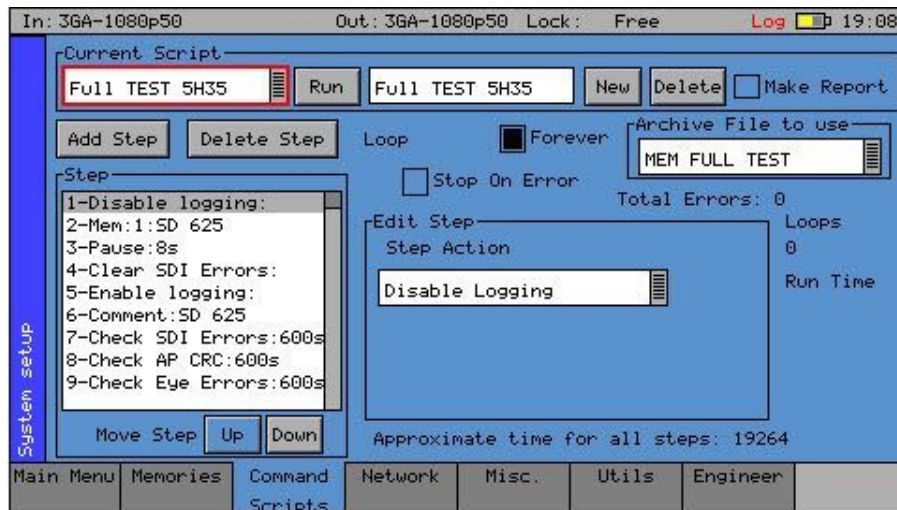 In: 3GA-1080p50 Out: 3GA-1080p50 Lock: Free Log 19:08
Current Script
Full TEST 5H35 Run Full TEST 5H35 New Delete Make Report
Add Step Delete Step Loop Forever Archive File to use
MEM FULL TEST
Stop On Error
Total Errors: 0
Step
1-Disable logging:
2-Mem:1:SD 625
3-Pause:8s
4-Clear SDI Errors:
5-Enable logging:
6-Comment:SD 625
7-Check SDI Errors:600s
8-Check AP CRC:600s
9-Check Eye Errors:600s
Move Step Up Down
Edit Step
Step Action
Disable Logging
Loops
0
Run Time
Approximate time for all steps: 19264
System setup
Main Menu Memories Command Scripts Network Misc. Utils Engineer